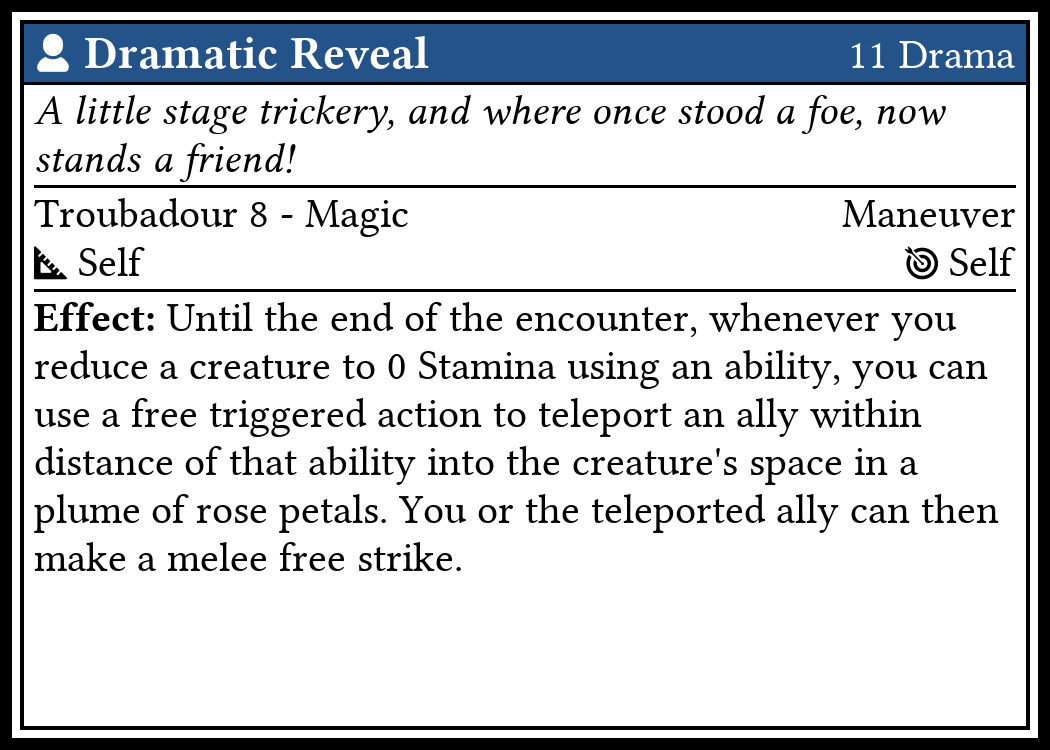 Dramatic Reveal 11 Drama
A little stage trickery, and where once stood a foe, now
stands a friend!
Troubadour 8 - Magic Maneuver
Self Self
Effect: Until the end of the encounter, whenever you
reduce a creature to 0 Stamina using an ability, you can
use a free triggered action to teleport an ally within
distance of that ability into the creature's space in a
plume of rose petals. You or the teleported ally can then
make a melee free strike.